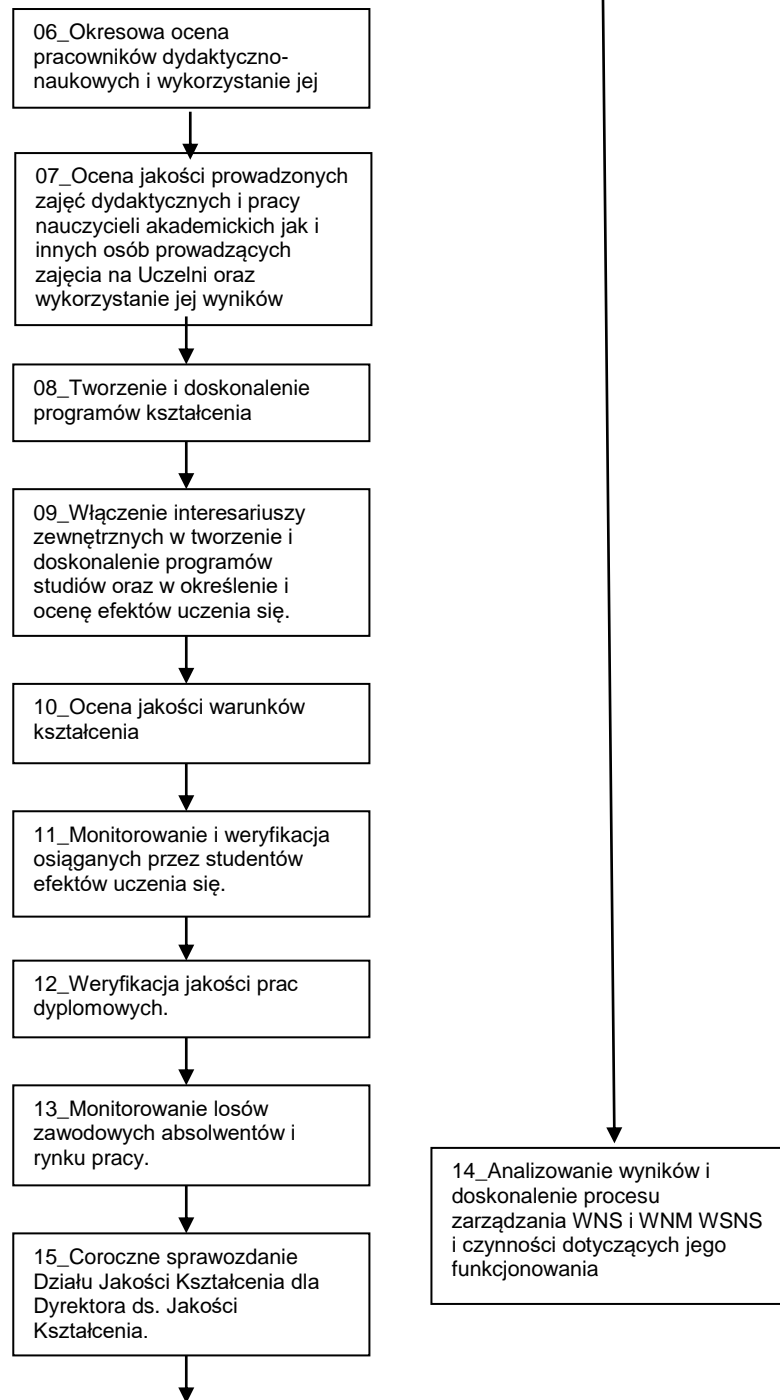 06_Okresowa ocena
pracowników dydaktyczno-
naukowych i wykorzystanie jej
07_Ocena jakości prowadzonych
zajęć dydaktycznych i pracy
nauczycieli akademickich jak i
innych osób prowadzących
zajęcia na Uczelni oraz
wykorzystanie jej wyników
08_Tworzenie i doskonalenie
programów kształcenia
09_Włączenie interesariuszy
zewnętrznych w tworzenie i
doskonalenie programów
studiów oraz w określenie i
ocenę efektów uczenia się.
10_Ocena jakości warunków
kształcenia
11_Monitorowanie i weryfikacja
osiąganych przez studentów
efektów uczenia się.
12_Weryfikacja jakości prac
dyplomowych.
13_Monitorowanie losów
zawodowych absolwentów i
rynku pracy.
14_Analizowanie wyników i
doskonalenie procesu
zarządzania WNS i WNM WSNS
i czynności dotyczących jego
funkcjonowania
15_Coroczne sprawozdanie
Działu Jakości Kształcenia dla
Dyrektora ds. Jakości
Kształcenia.